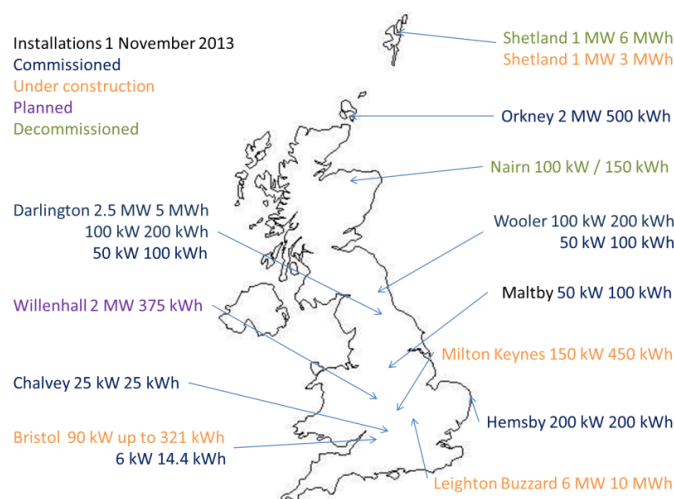 Installations 1 November 2013
Commissioned
Under construction
Planned
Decommissioned
Shetland 1 MW 6 MWh
Shetland 1 MW 3 MWh
Orkney 2 MW 500 kWh
Nairn 100 kW / 150 kWh
Darlington 2.5 MW 5 MWh
100 kW 200 kWh
50 kW 100 kWh
Wooler 100 kW 200 kWh
50 kW 100 kWh
Willenhall 2 MW 375 kWh
Maltby 50 kW 100 kWh
Milton Keynes 150 kW 450 kWh
Chalvey 25 kW 25 kWh
Hemsby 200 kW 200 kWh
Bristol 90 kW up to 321 kWh
6 kW 14.4 kWh
Leighton Buzzard 6 MW 10 MWh